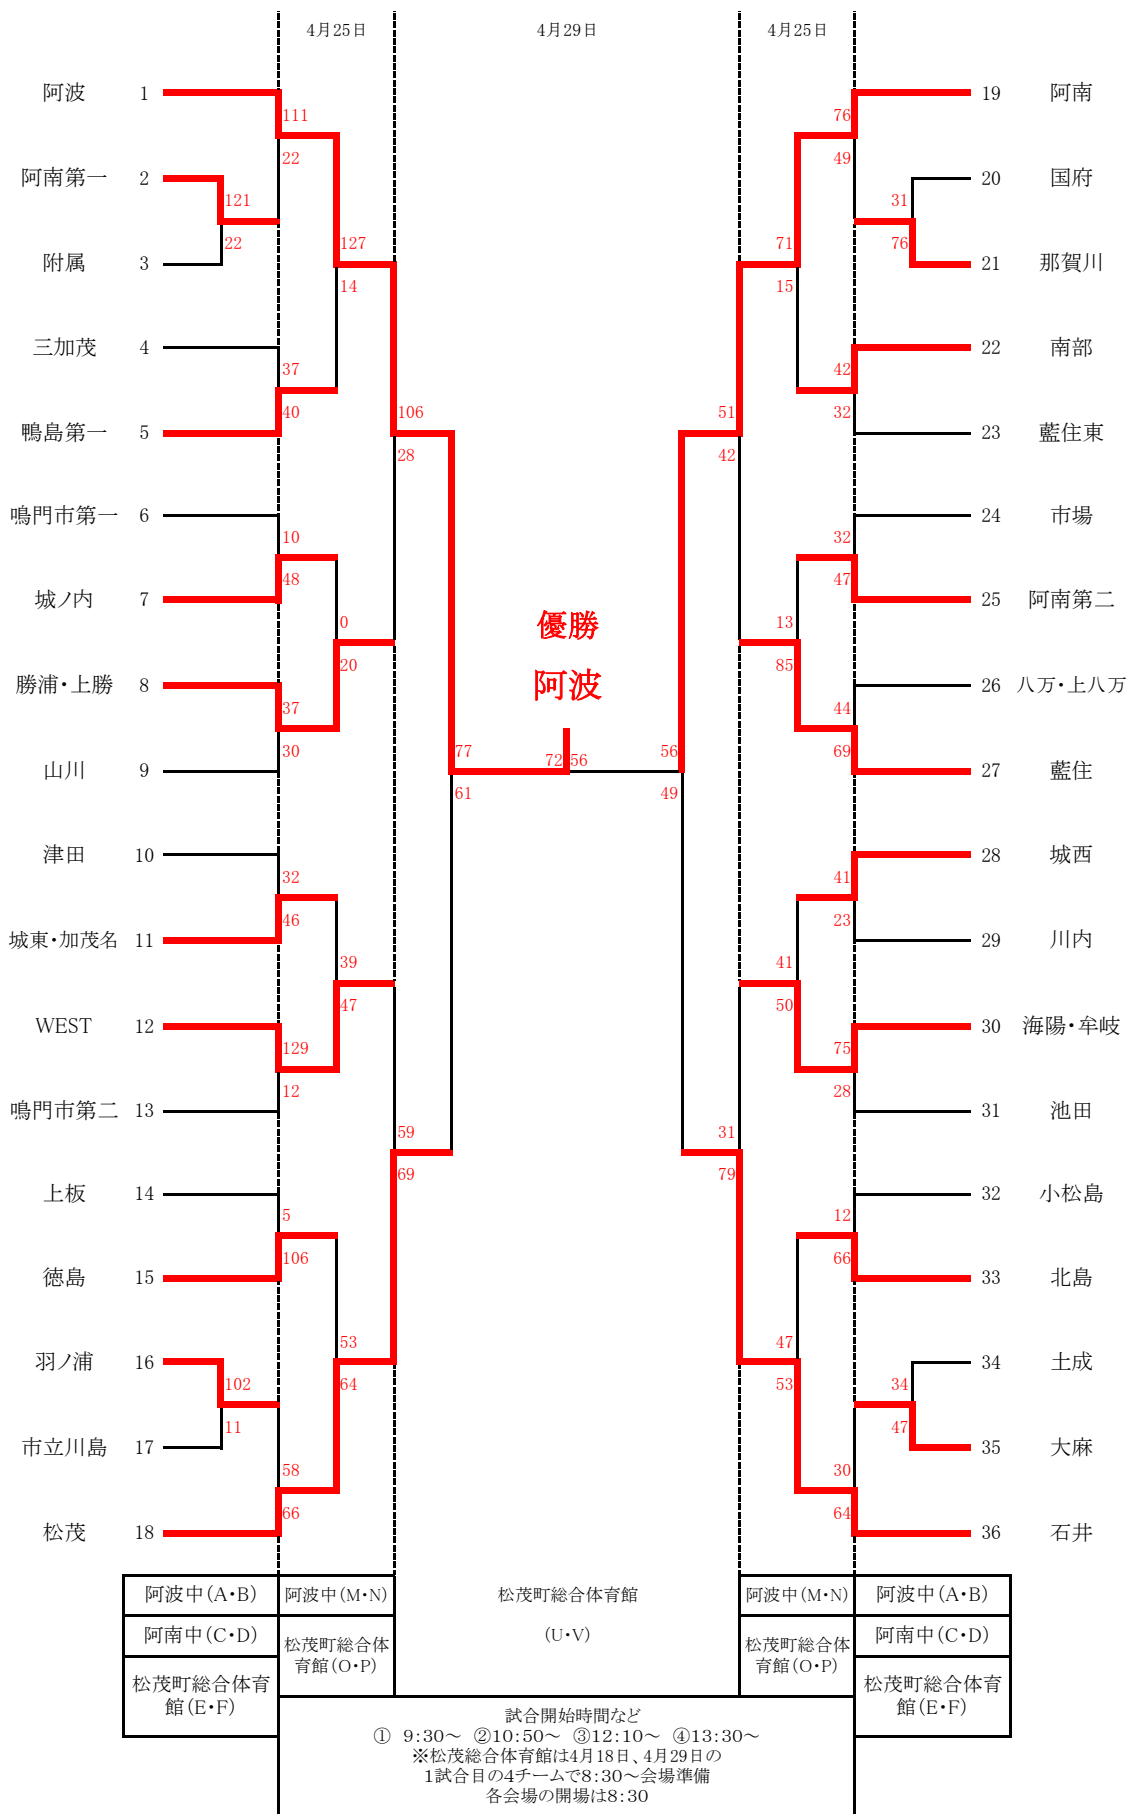 4月25日 4月29日 4月25日
阿波 1 19 阿南
111 76
22 49
阿南第一 2 20 国府
121 31
22 76
127 71
附属 3 21 那賀川
14 15
三加茂 4 22 南部
37 42
40 32
106 51
鴨島第一 5 23 藍住東
28 42
鳴門市第一 6 24 市場
10 32
48 47
城ノ内 7 25 阿南第二
0 優勝 13
20 85
勝浦・上勝 8 阿波 26 八万・上八万
37 44
30 69
77 72 56 56
山川 9 27 藍住
61 49
津田 10 28 城西
32 41
46 23
城東・加茂名 11 29 川内
39 41
47 50
WEST 12 30 海陽・牟岐
129 75
12 28
鳴門市第二 13 31 池田
59 31
69 79
上板 14 32 小松島
5 12
106 66
徳島 15 33 北島
53 47
羽ノ浦 16 34 土成
102 34
64 53
11 47
市立川島 17 35 大麻
58 30
66 64
松茂 18 36 石井
阿波中(A・B) 阿波中(M・N) 松茂町総合体育館 阿波中(M・N) 阿波中(A・B)
阿南中(C・D) 松茂町総合体 (U・V) 松茂町総合体 阿南中(C・D)
育館(O・P) 育館(O・P)
松茂町総合体育 松茂町総合体育
館(E・F) 館(E・F)
試合開始時間など
① 9:30～ ②10:50～ ③12:10～ ④13:30～
※松茂総合体育館は4月18日、4月29日の
1試合目の4チームで8:30～会場準備
各会場の開場は8:30